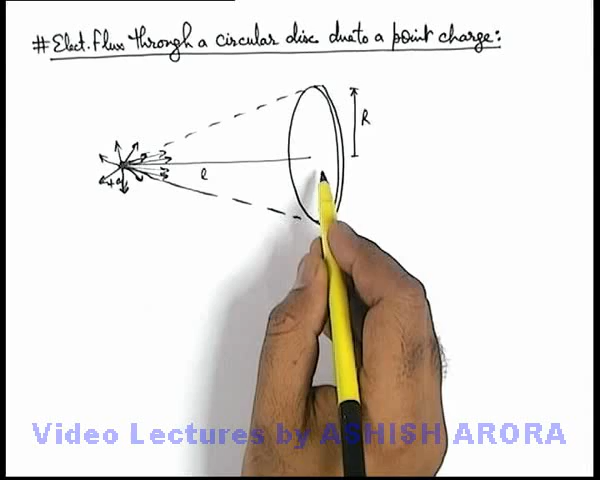 # Elect. Flux through a circular disc due to a point charge:
R
l
+q
Video Lectures by ASHISH ARORA